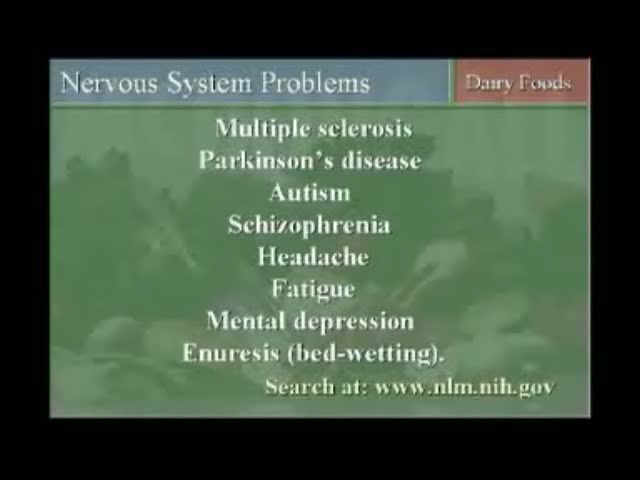 Nervous System Problems
Dairy Foods
Multiple sclerosis
Parkinson's disease
Autism
Schizophrenia
Headache
Fatigue
Mental depression
Enuresis (bed-wetting).
Search at: www.nlm.nih.gov